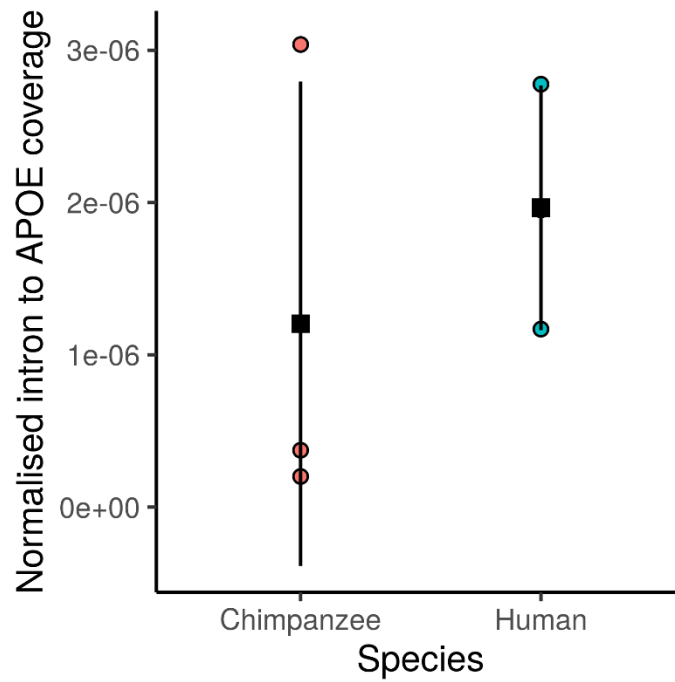 Normalised intron to APOE coverage
3e-06
2e-06
1e-06
0e+00
Chimpanzee
Human
Species